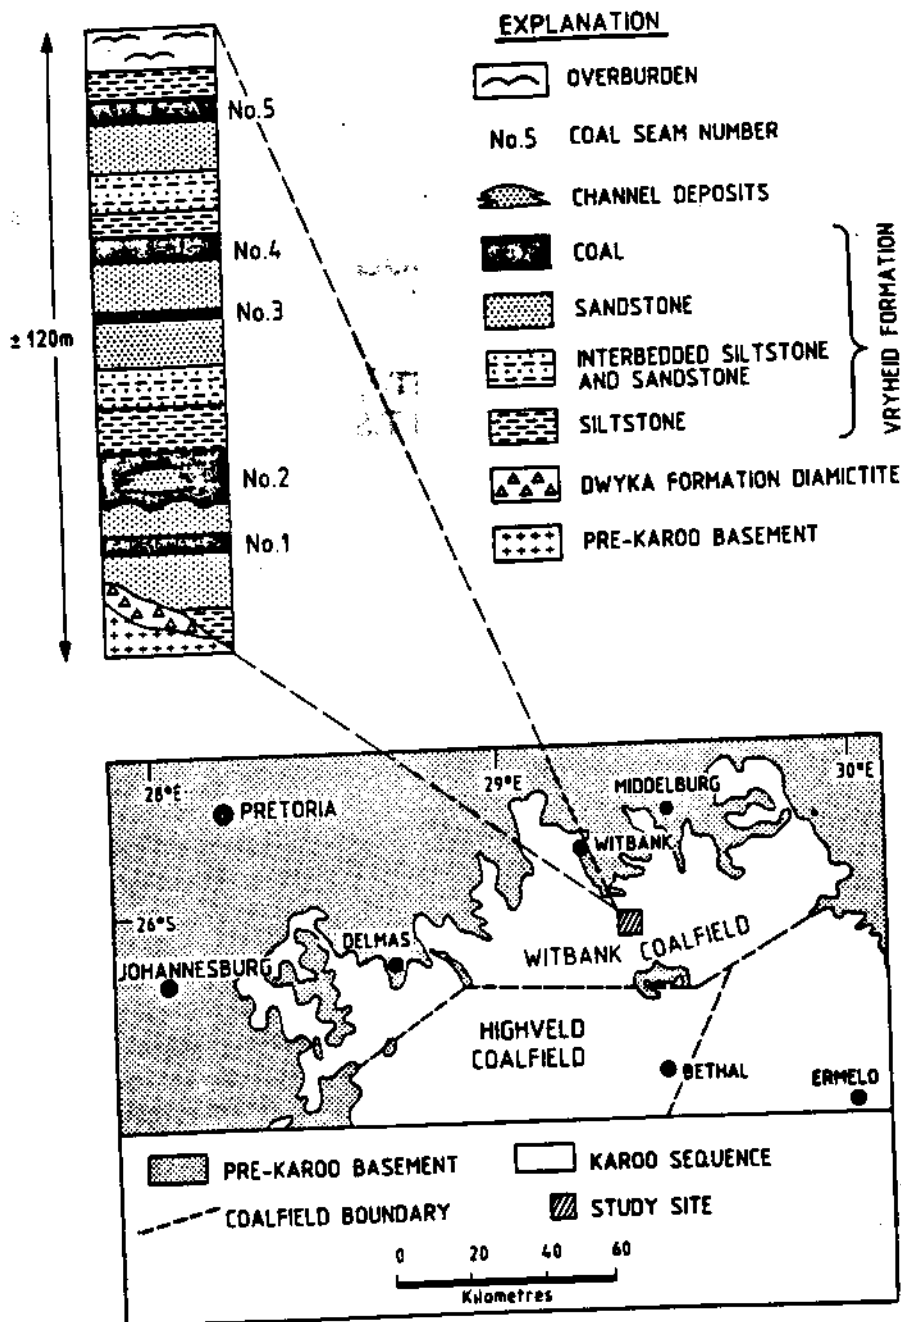 EXPLANATION
OVERBURDEN
No.5 COAL SEAM NUMBER
CHANNEL DEPOSITS
COAL
SANDSTONE
INTERBEDDED SILTSTONE
AND SANDSTONE
SILTSTONE
VRYHEID FORMATION
DWYKA FORMATION DIAMICTITE
PRE-KAROO BASEMENT
No.5
No.4
No.3
± 120m
No.2
No.1
28°E
29°E
30°E
PRETORIA
MIDDELBURG
WITBANK
26°S
DELMAS
JOHANNESBURG
WITBANK COALFIELD
HIGHVELD
COALFIELD
BETHAL
ERMELO
PRE-KAROO BASEMENT
KAROO SEQUENCE
COALFIELD BOUNDARY
STUDY SITE
0 20 40 60
Kilometres